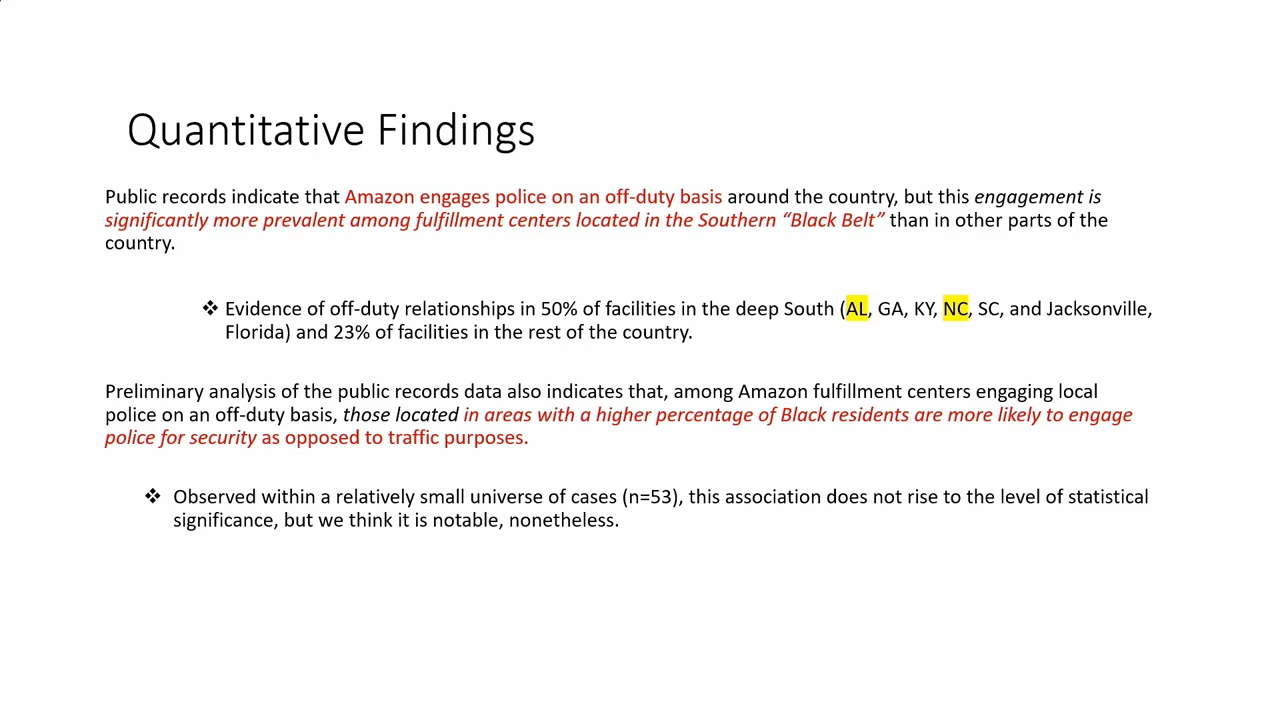 Quantitative Findings
Public records indicate that Amazon engages police on an off-duty basis around the country, but this engagement is
significantly more prevalent among fulfillment centers located in the Southern “Black Belt” than in other parts of the
country.
❖ Evidence of off-duty relationships in 50% of facilities in the deep South (AL, GA, KY, NC, SC, and Jacksonville,
Florida) and 23% of facilities in the rest of the country.
Preliminary analysis of the public records data also indicates that, among Amazon fulfillment centers engaging local
police on an off-duty basis, those located in areas with a higher percentage of Black residents are more likely to engage
police for security as opposed to traffic purposes.
❖ Observed within a relatively small universe of cases (n=53), this association does not rise to the level of statistical
significance, but we think it is notable, nonetheless.